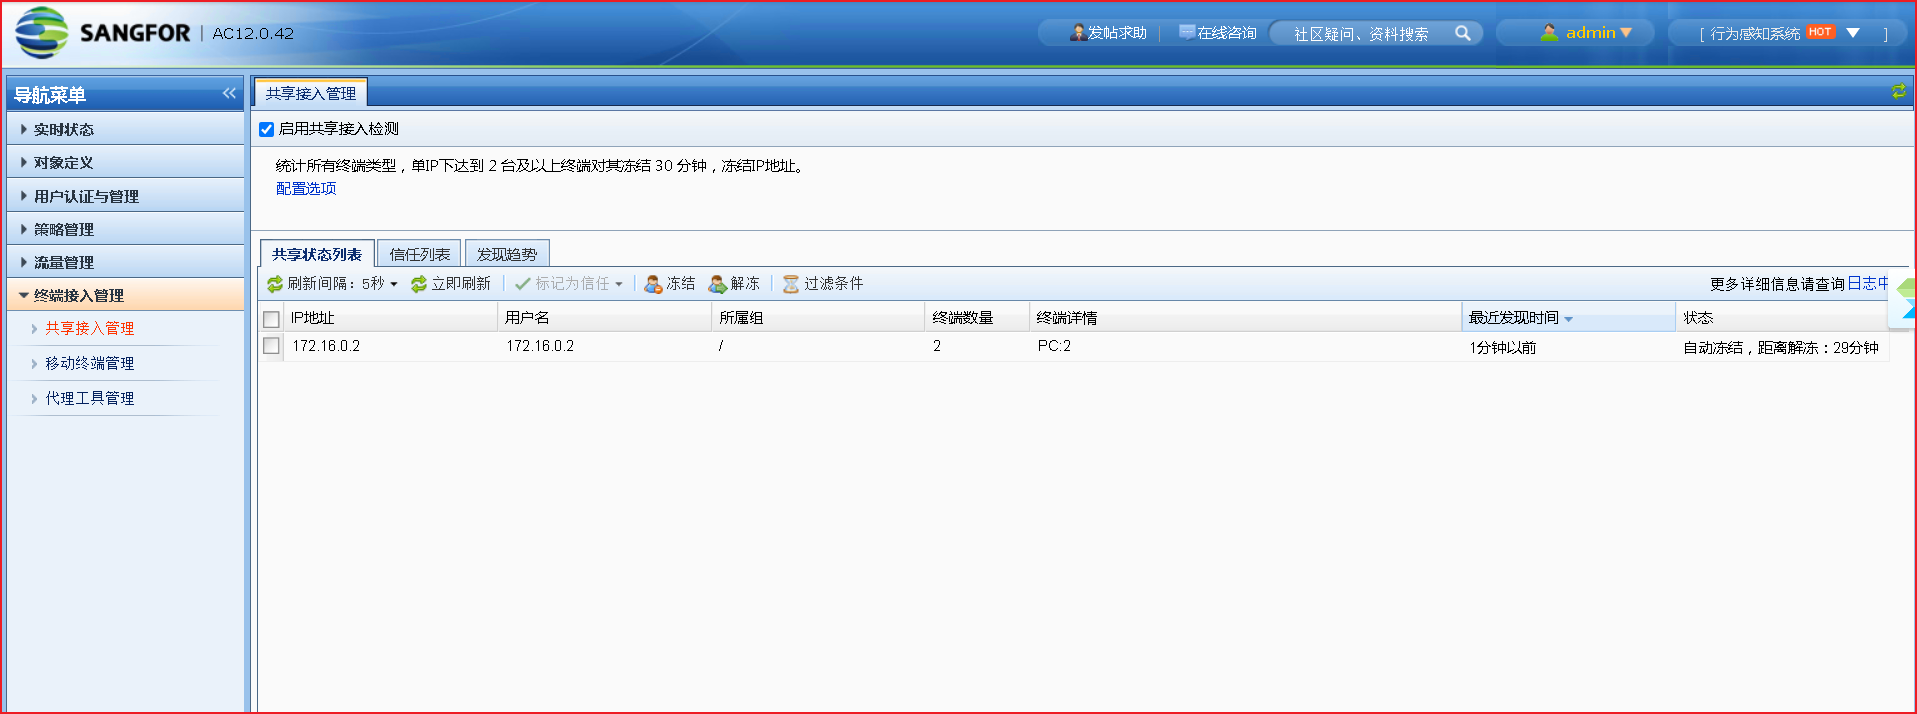 SANGFOR | AC12.0.42
发帖求助 在线咨询 社区疑问、资料搜索 admin [ 行为感知系统 HOT ]
导航菜单
实时状态
对象定义
用户认证与管理
策略管理
流量管理
终端接入管理
共享接入管理
移动终端管理
代理工具管理
共享接入管理
启用共享接入检测
统计所有终端类型，单IP下达到 2 台及以上终端对其冻结 30 分钟，冻结IP地址。
配置选项
共享状态列表 信任列表 发现趋势
刷新间隔：5秒 立即刷新 标记为信任 冻结 解冻 过滤条件 更多详细信息请查询日志中
IP地址 用户名 所属组 终端数量 终端详情 最近发现时间 状态
172.16.0.2 172.16.0.2 / 2 PC:2 1分钟以前 自动冻结，距离解冻：29分钟